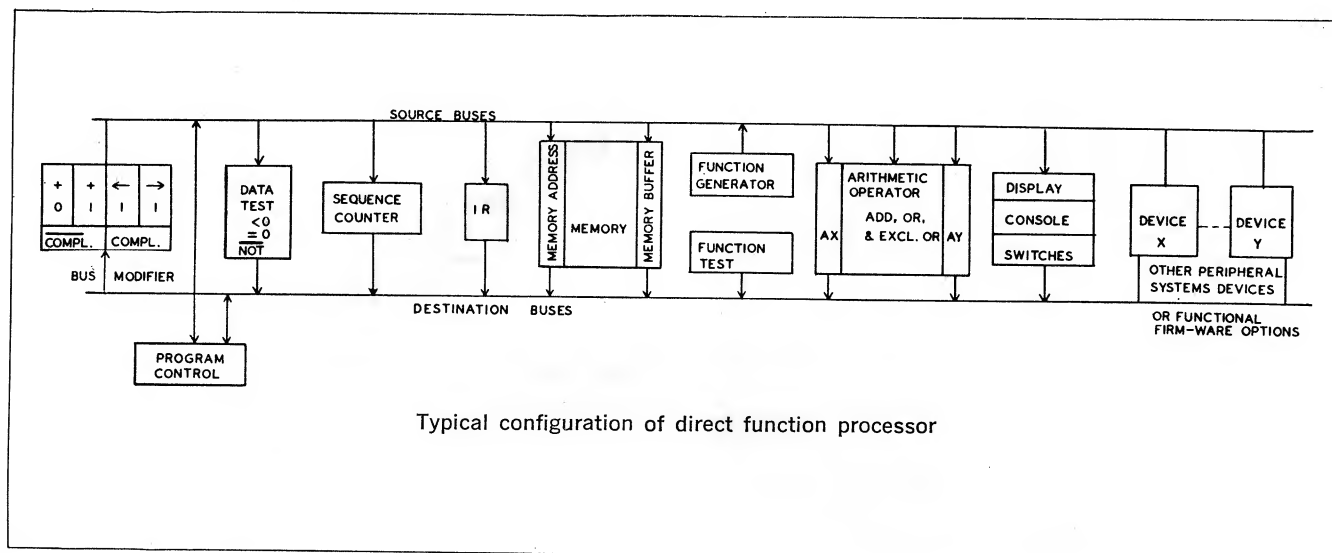 SOURCE BUSES
+ + ← →
0 1 1 1
COMPL. COMPL.
BUS MODIFIER
DATA
TEST
<0
=0
NOT
SEQUENCE
COUNTER
IR
MEMORY ADDRESS
MEMORY
MEMORY BUFFER
FUNCTION
GENERATOR
FUNCTION
TEST
AX
ARITHMETIC
OPERATOR
ADD, OR,
& EXCL. OR
AY
DISPLAY
CONSOLE
SWITCHES
DEVICE
X
DEVICE
Y
OTHER PERIPHERAL
SYSTEMS DEVICES
DESTINATION BUSES
OR FUNCTIONAL
FIRM-WARE OPTIONS
PROGRAM
CONTROL
Typical configuration of direct function processor